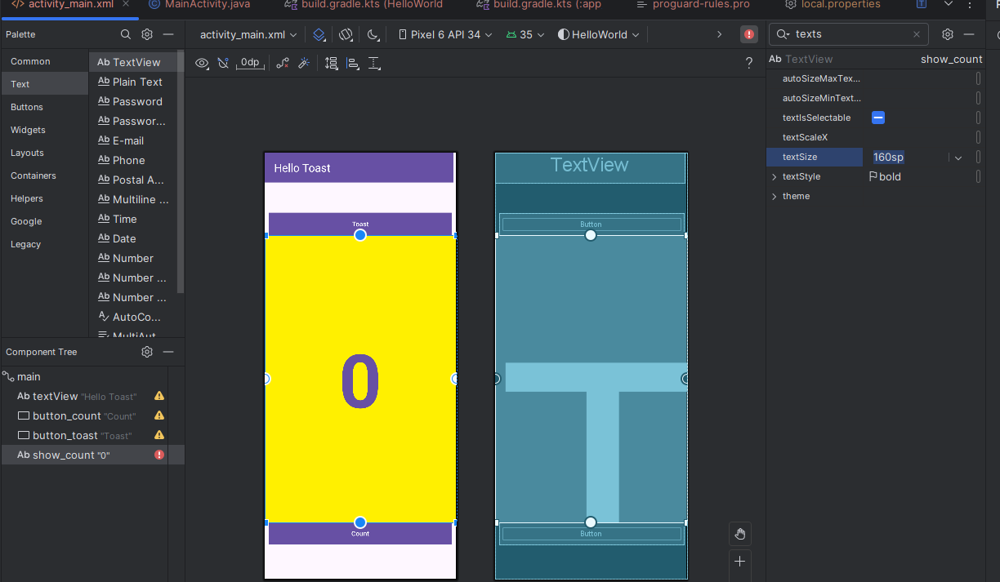 activity_main.xml
MainActivity.java
build.gradle.kts (HelloWorld
build.gradle.kts (:app
proguard-rules.pro
local.properties
Palette
activity_main.xml
Pixel 6 API 34
35
HelloWorld
texts
Common
Text
Buttons
Widgets
Layouts
Containers
Helpers
Google
Legacy
Ab TextView
Ab Plain Text
Ab Password
Ab Passwor...
Ab E-mail
Ab Phone
Ab Postal A...
Ab Multiline ...
Ab Time
Ab Date
Ab Number
Ab Number ...
Ab Number ...
AutoCo...
MultiAut
0dp
?
Ab TextView show_count
autoSizeMaxTex...
autoSizeMinText...
textIsSelectable
textScaleX
textSize 160sp
textStyle bold
theme
Hello Toast
Toast
0
Count
TextView
Button
T
Button
Component Tree
main
Ab textView "Hello Toast"
button_count "Count"
button_toast "Toast"
Ab show_count "0"